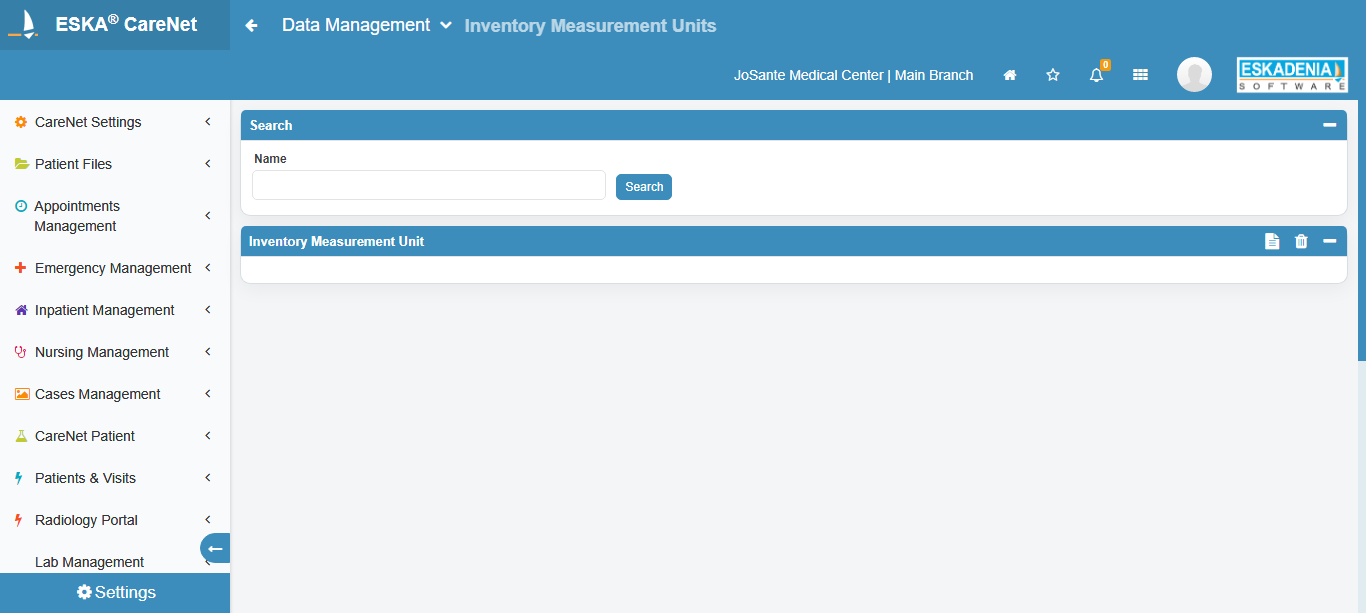 ESKA® CareNet
Data Management Inventory Measurement Units
JoSante Medical Center | Main Branch
0
ESKADENIA
SOFTWARE
CareNet Settings
Patient Files
Appointments
Management
Emergency Management
Inpatient Management
Nursing Management
Cases Management
CareNet Patient
Patients & Visits
Radiology Portal
Lab Management
Settings
Search
Name
Search
Inventory Measurement Unit